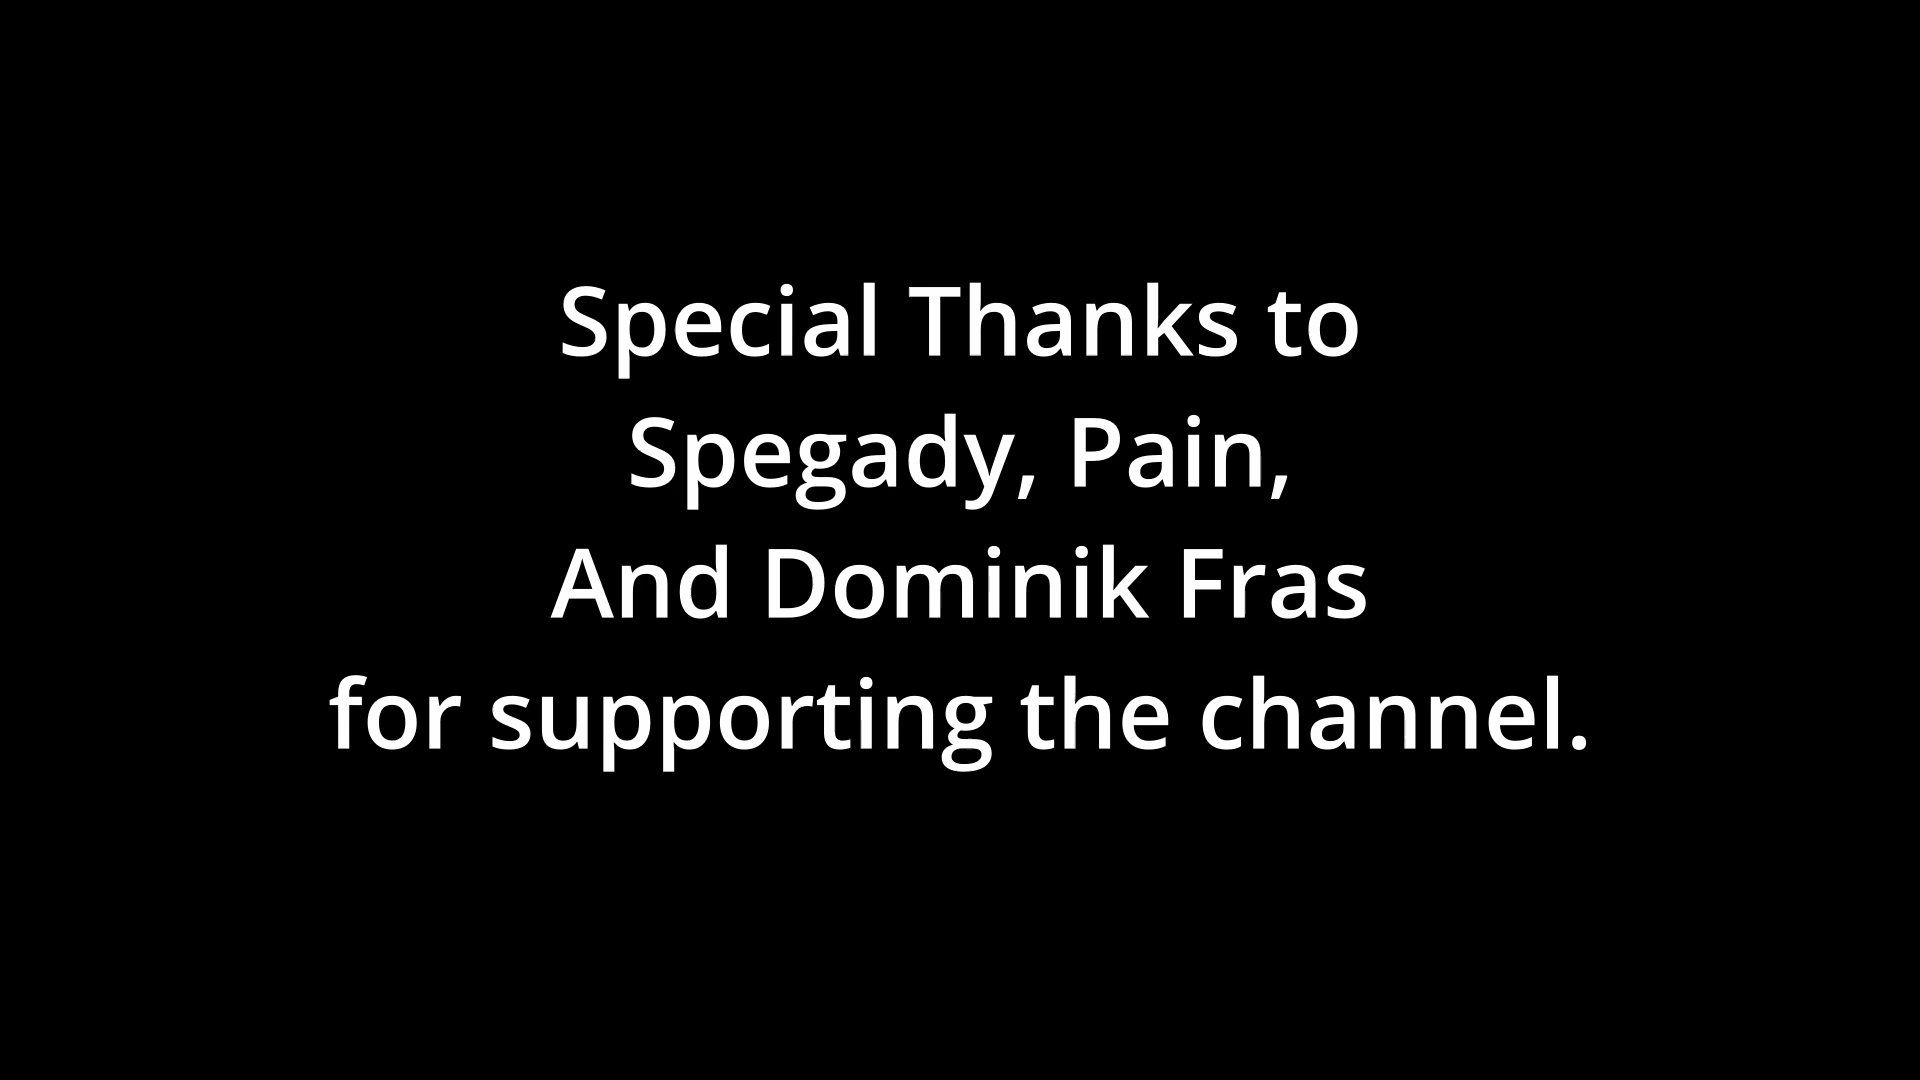 Special Thanks to
Spegady, Pain,
And Dominik Fras
for supporting the channel.